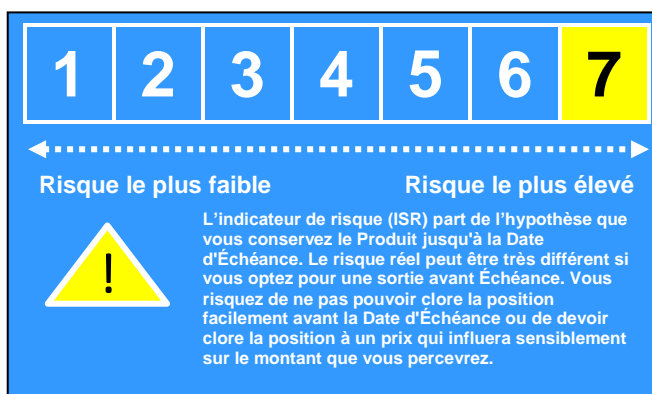 1 2 3 4 5 6 7
Risque le plus faible Risque le plus élevé
L'indicateur de risque (ISR) part de l'hypothèse que
vous conservez le Produit jusqu'à la Date
d'Échéance. Le risque réel peut être très différent si
vous optez pour une sortie avant Échéance. Vous
risquez de ne pas pouvoir clore la position
facilement avant la Date d'Échéance ou de devoir
clore la position à un prix qui influera sensiblement
sur le montant que vous percevrez.
!